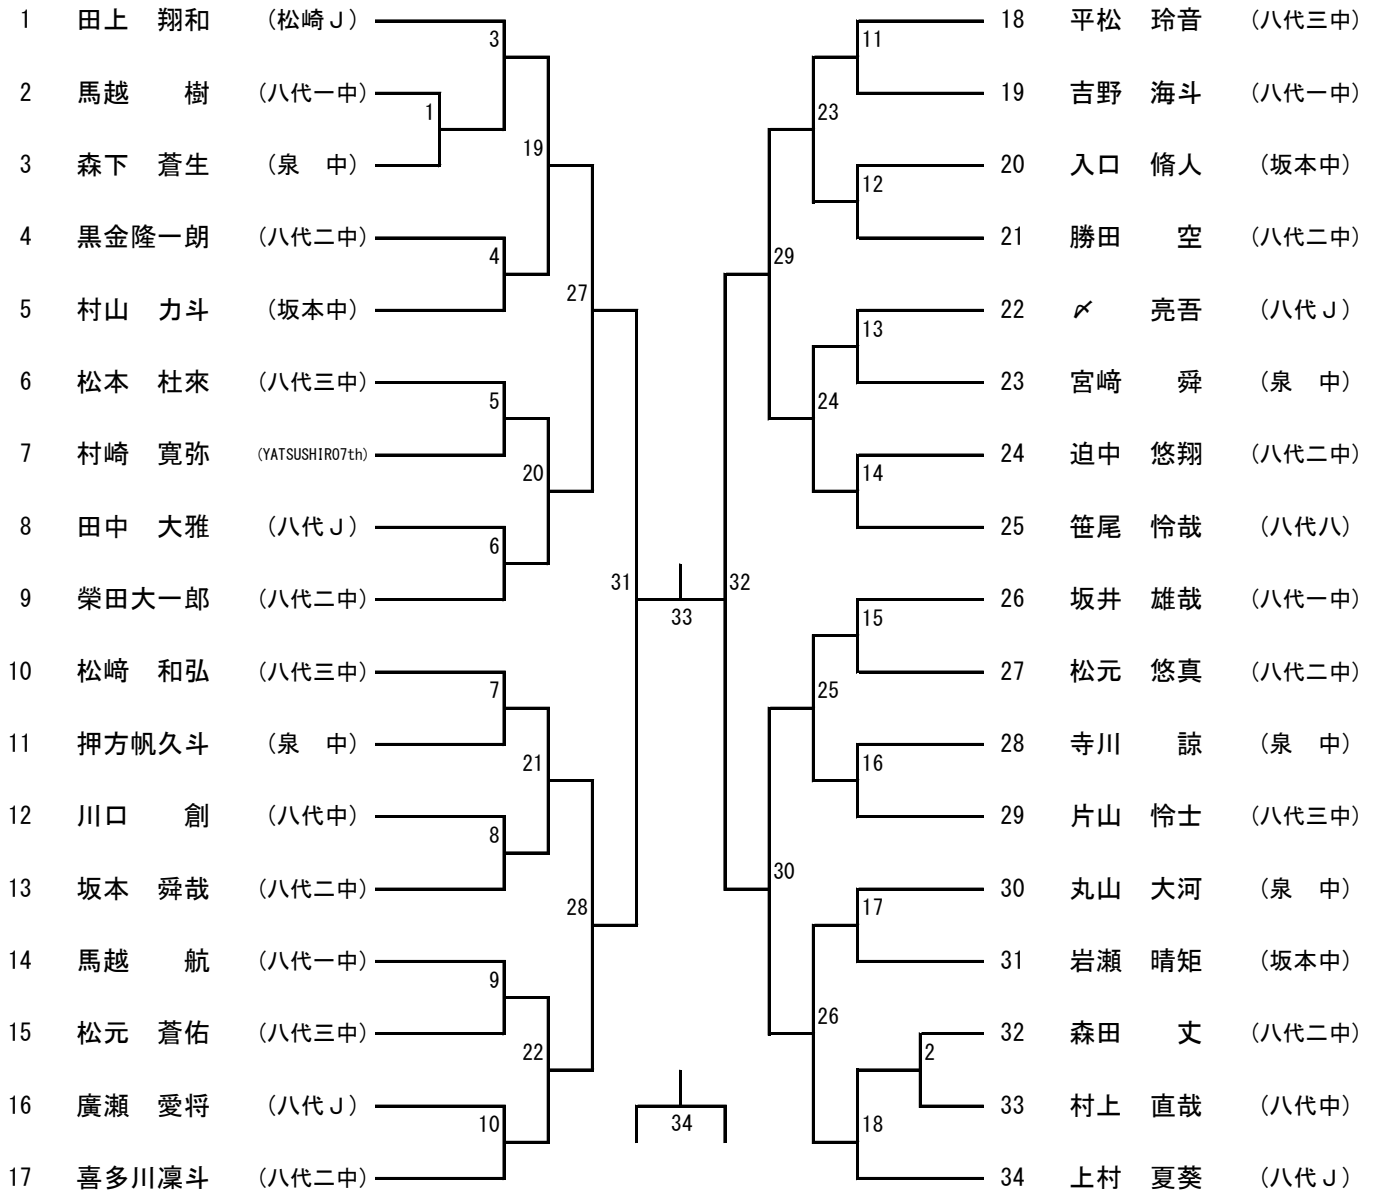 1 田上 翔和 (松崎J)
2 馬越 樹 (八代一中)
3 森下 蒼生 (泉 中)
4 黒金隆一朗 (八代二中)
5 村山 力斗 (坂本中)
6 松本 杜來 (八代三中)
7 村崎 寛弥 (YATSUSHIRO7th)
8 田中 大雅 (八代J)
9 榮田大一郎 (八代二中)
10 松﨑 和弘 (八代三中)
11 押方帆久斗 (泉 中)
12 川口 創 (八代中)
13 坂本 舜哉 (八代二中)
14 馬越 航 (八代一中)
15 松元 蒼佑 (八代三中)
16 廣瀬 愛将 (八代J)
17 喜多川凜斗 (八代二中)
3
1
19
4
27
5
20
6
31
7
21
8
28
9
22
10
33
34
32
11
23
12
29
13
24
14
15
25
16
30
17
26
2
18
18 平松 玲音 (八代三中)
19 吉野 海斗 (八代一中)
20 入口 脩人 (坂本中)
21 勝田 空 (八代二中)
22 〆 亮吾 (八代J)
23 宮﨑 舜 (泉 中)
24 迫中 悠翔 (八代二中)
25 笹尾 怜哉 (八代八)
26 坂井 雄哉 (八代一中)
27 松元 悠真 (八代二中)
28 寺川 諒 (泉 中)
29 片山 怜士 (八代三中)
30 丸山 大河 (泉 中)
31 岩瀬 晴矩 (坂本中)
32 森田 丈 (八代二中)
33 村上 直哉 (八代中)
34 上村 夏葵 (八代J)